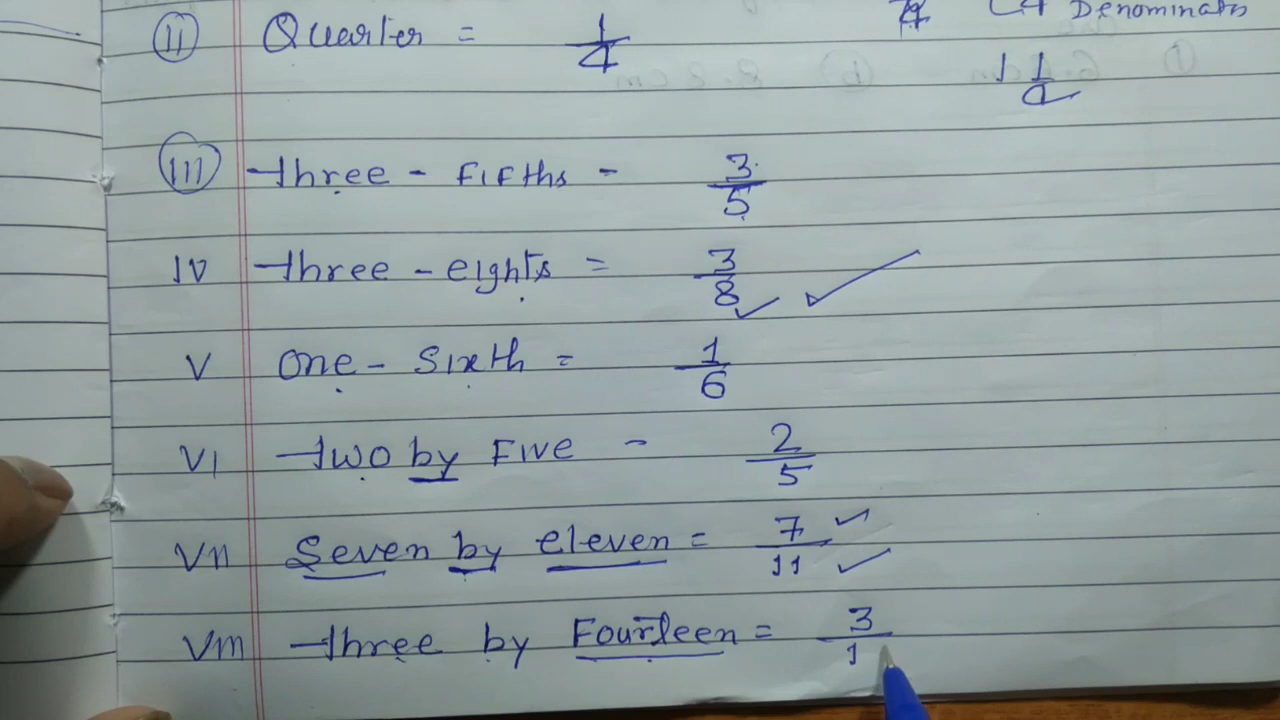 Denominator
(ii) Quarter = 1/4
1 1/4
(iii) three - fifths - 3/5
iv three - eights = 3/8
v one - sixth = 1/6
vi two by five - 2/5
vii seven by eleven = 7/11
viii three by fourteen = 3/1